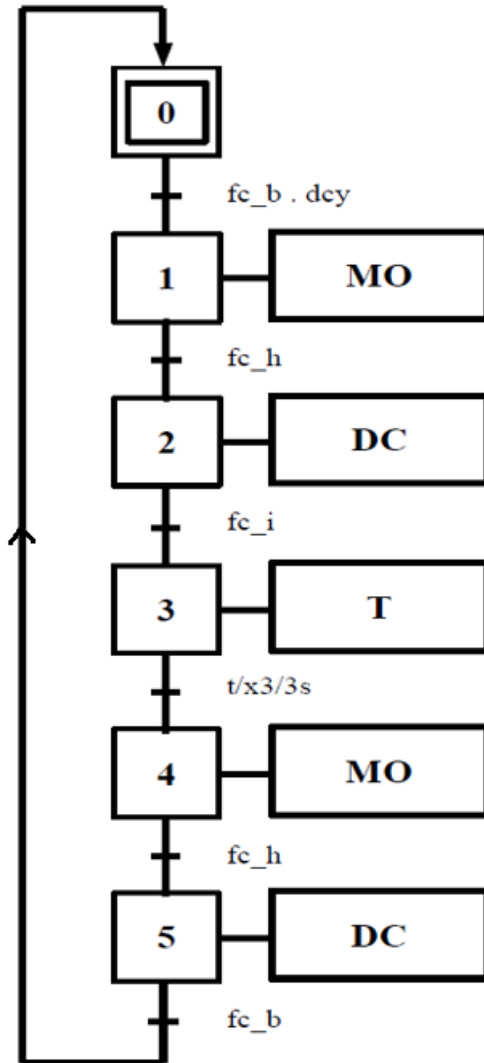 0
fc_b . dcy
1 MO
fc_h
2 DC
fc_i
3 T
t/x3/3s
4 MO
fc_h
5 DC
fc_b